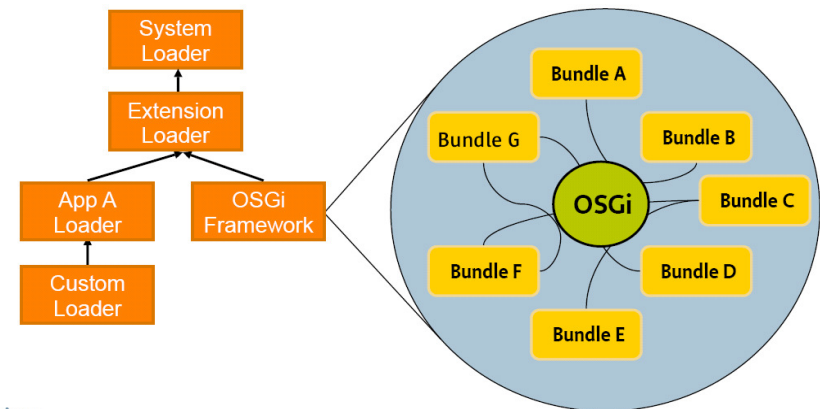 System
Loader
Extension
Loader
App A
Loader
OSGi
Framework
Custom
Loader
Bundle A
Bundle B
Bundle G
Bundle C
OSGi
Bundle F
Bundle D
Bundle E